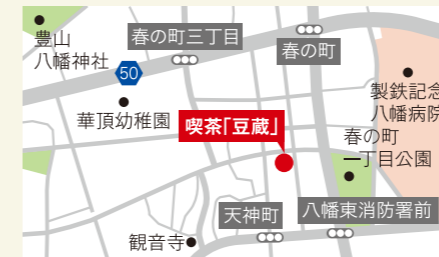 豊山
八幡神社
春の町三丁目
春の町
50
製鉄記念
八幡病院
華頂幼稚園
喫茶「豆蔵」
春の町
一丁目公園
天神町
八幡東消防署前
観音寺